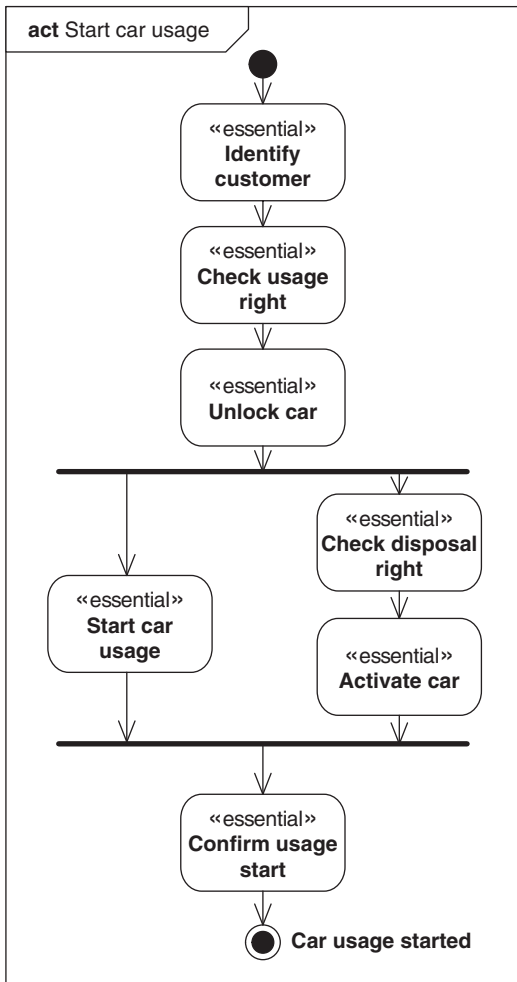 act Start car usage
«essential»
Identify
customer
«essential»
Check usage
right
«essential»
Unlock car
«essential»
Check disposal
right
«essential»
Start car
usage
«essential»
Activate car
«essential»
Confirm usage
start
Car usage started